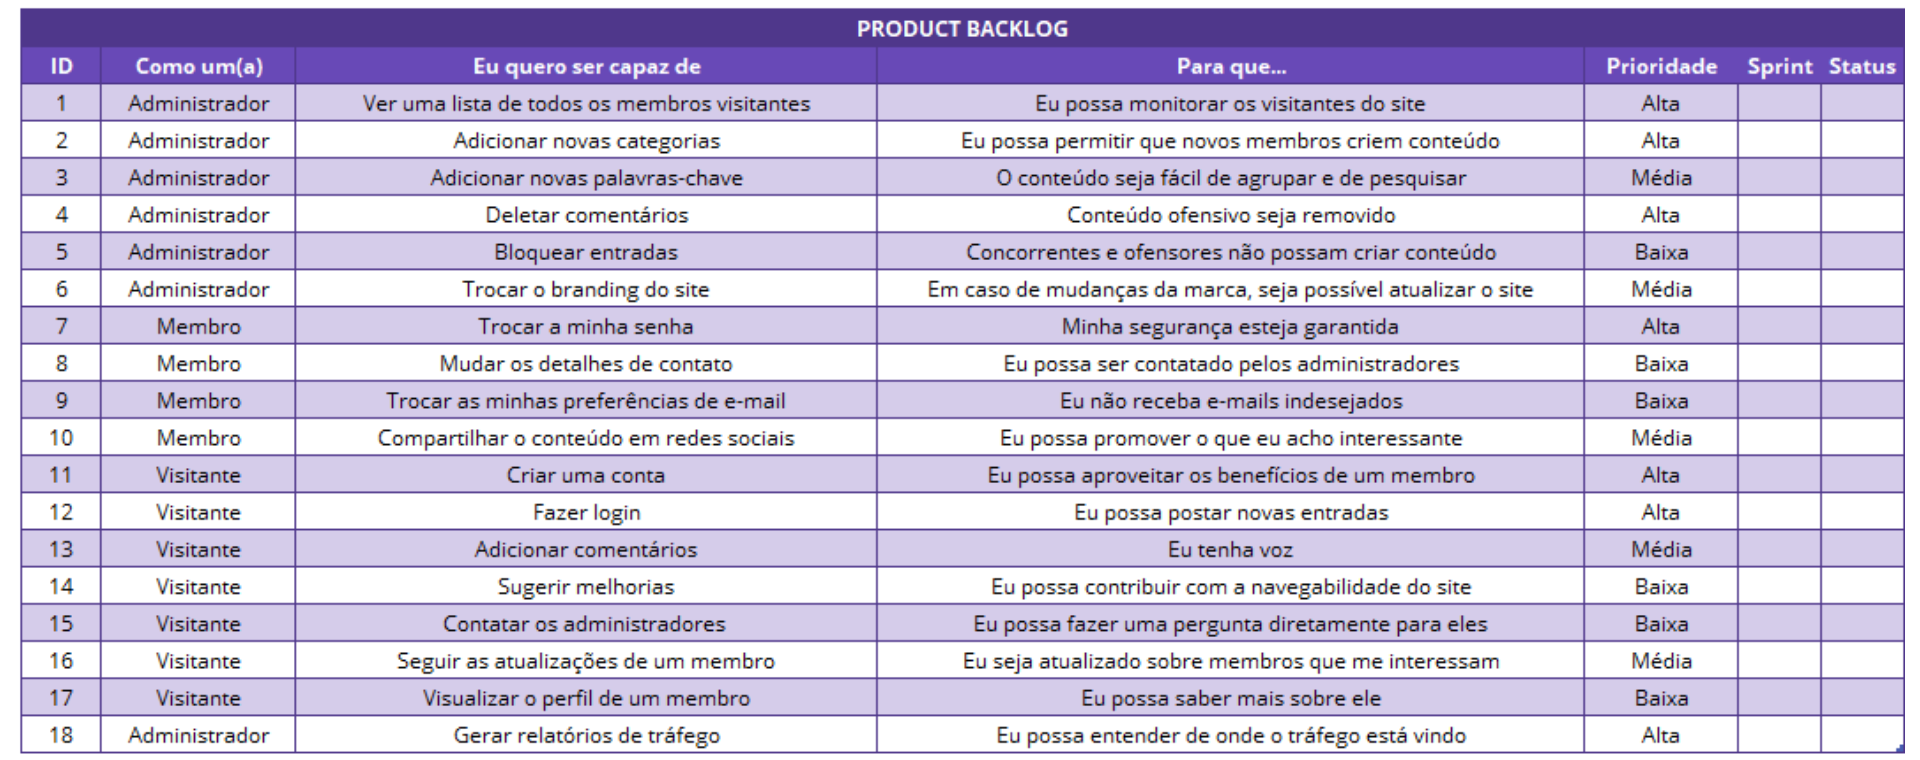 PRODUCT BACKLOG
ID Como um(a) Eu quero ser capaz de Para que... Prioridade Sprint Status
1 Administrador Ver uma lista de todos os membros visitantes Eu possa monitorar os visitantes do site Alta
2 Administrador Adicionar novas categorias Eu possa permitir que novos membros criem conteúdo Alta
3 Administrador Adicionar novas palavras-chave O conteúdo seja fácil de agrupar e de pesquisar Média
4 Administrador Deletar comentários Conteúdo ofensivo seja removido Alta
5 Administrador Bloquear entradas Concorrentes e ofensores não possam criar conteúdo Baixa
6 Administrador Trocar o branding do site Em caso de mudanças da marca, seja possível atualizar o site Média
7 Membro Trocar a minha senha Minha segurança esteja garantida Alta
8 Membro Mudar os detalhes de contato Eu possa ser contatado pelos administradores Baixa
9 Membro Trocar as minhas preferências de e-mail Eu não receba e-mails indesejados Baixa
10 Membro Compartilhar o conteúdo em redes sociais Eu possa promover o que eu acho interessante Média
11 Visitante Criar uma conta Eu possa aproveitar os benefícios de um membro Alta
12 Visitante Fazer login Eu possa postar novas entradas Alta
13 Visitante Adicionar comentários Eu tenha voz Média
14 Visitante Sugerir melhorias Eu possa contribuir com a navegabilidade do site Baixa
15 Visitante Contatar os administradores Eu possa fazer uma pergunta diretamente para eles Baixa
16 Visitante Seguir as atualizações de um membro Eu seja atualizado sobre membros que me interessam Média
17 Visitante Visualizar o perfil de um membro Eu possa saber mais sobre ele Baixa
18 Administrador Gerar relatórios de tráfego Eu possa entender de onde o tráfego está vindo Alta